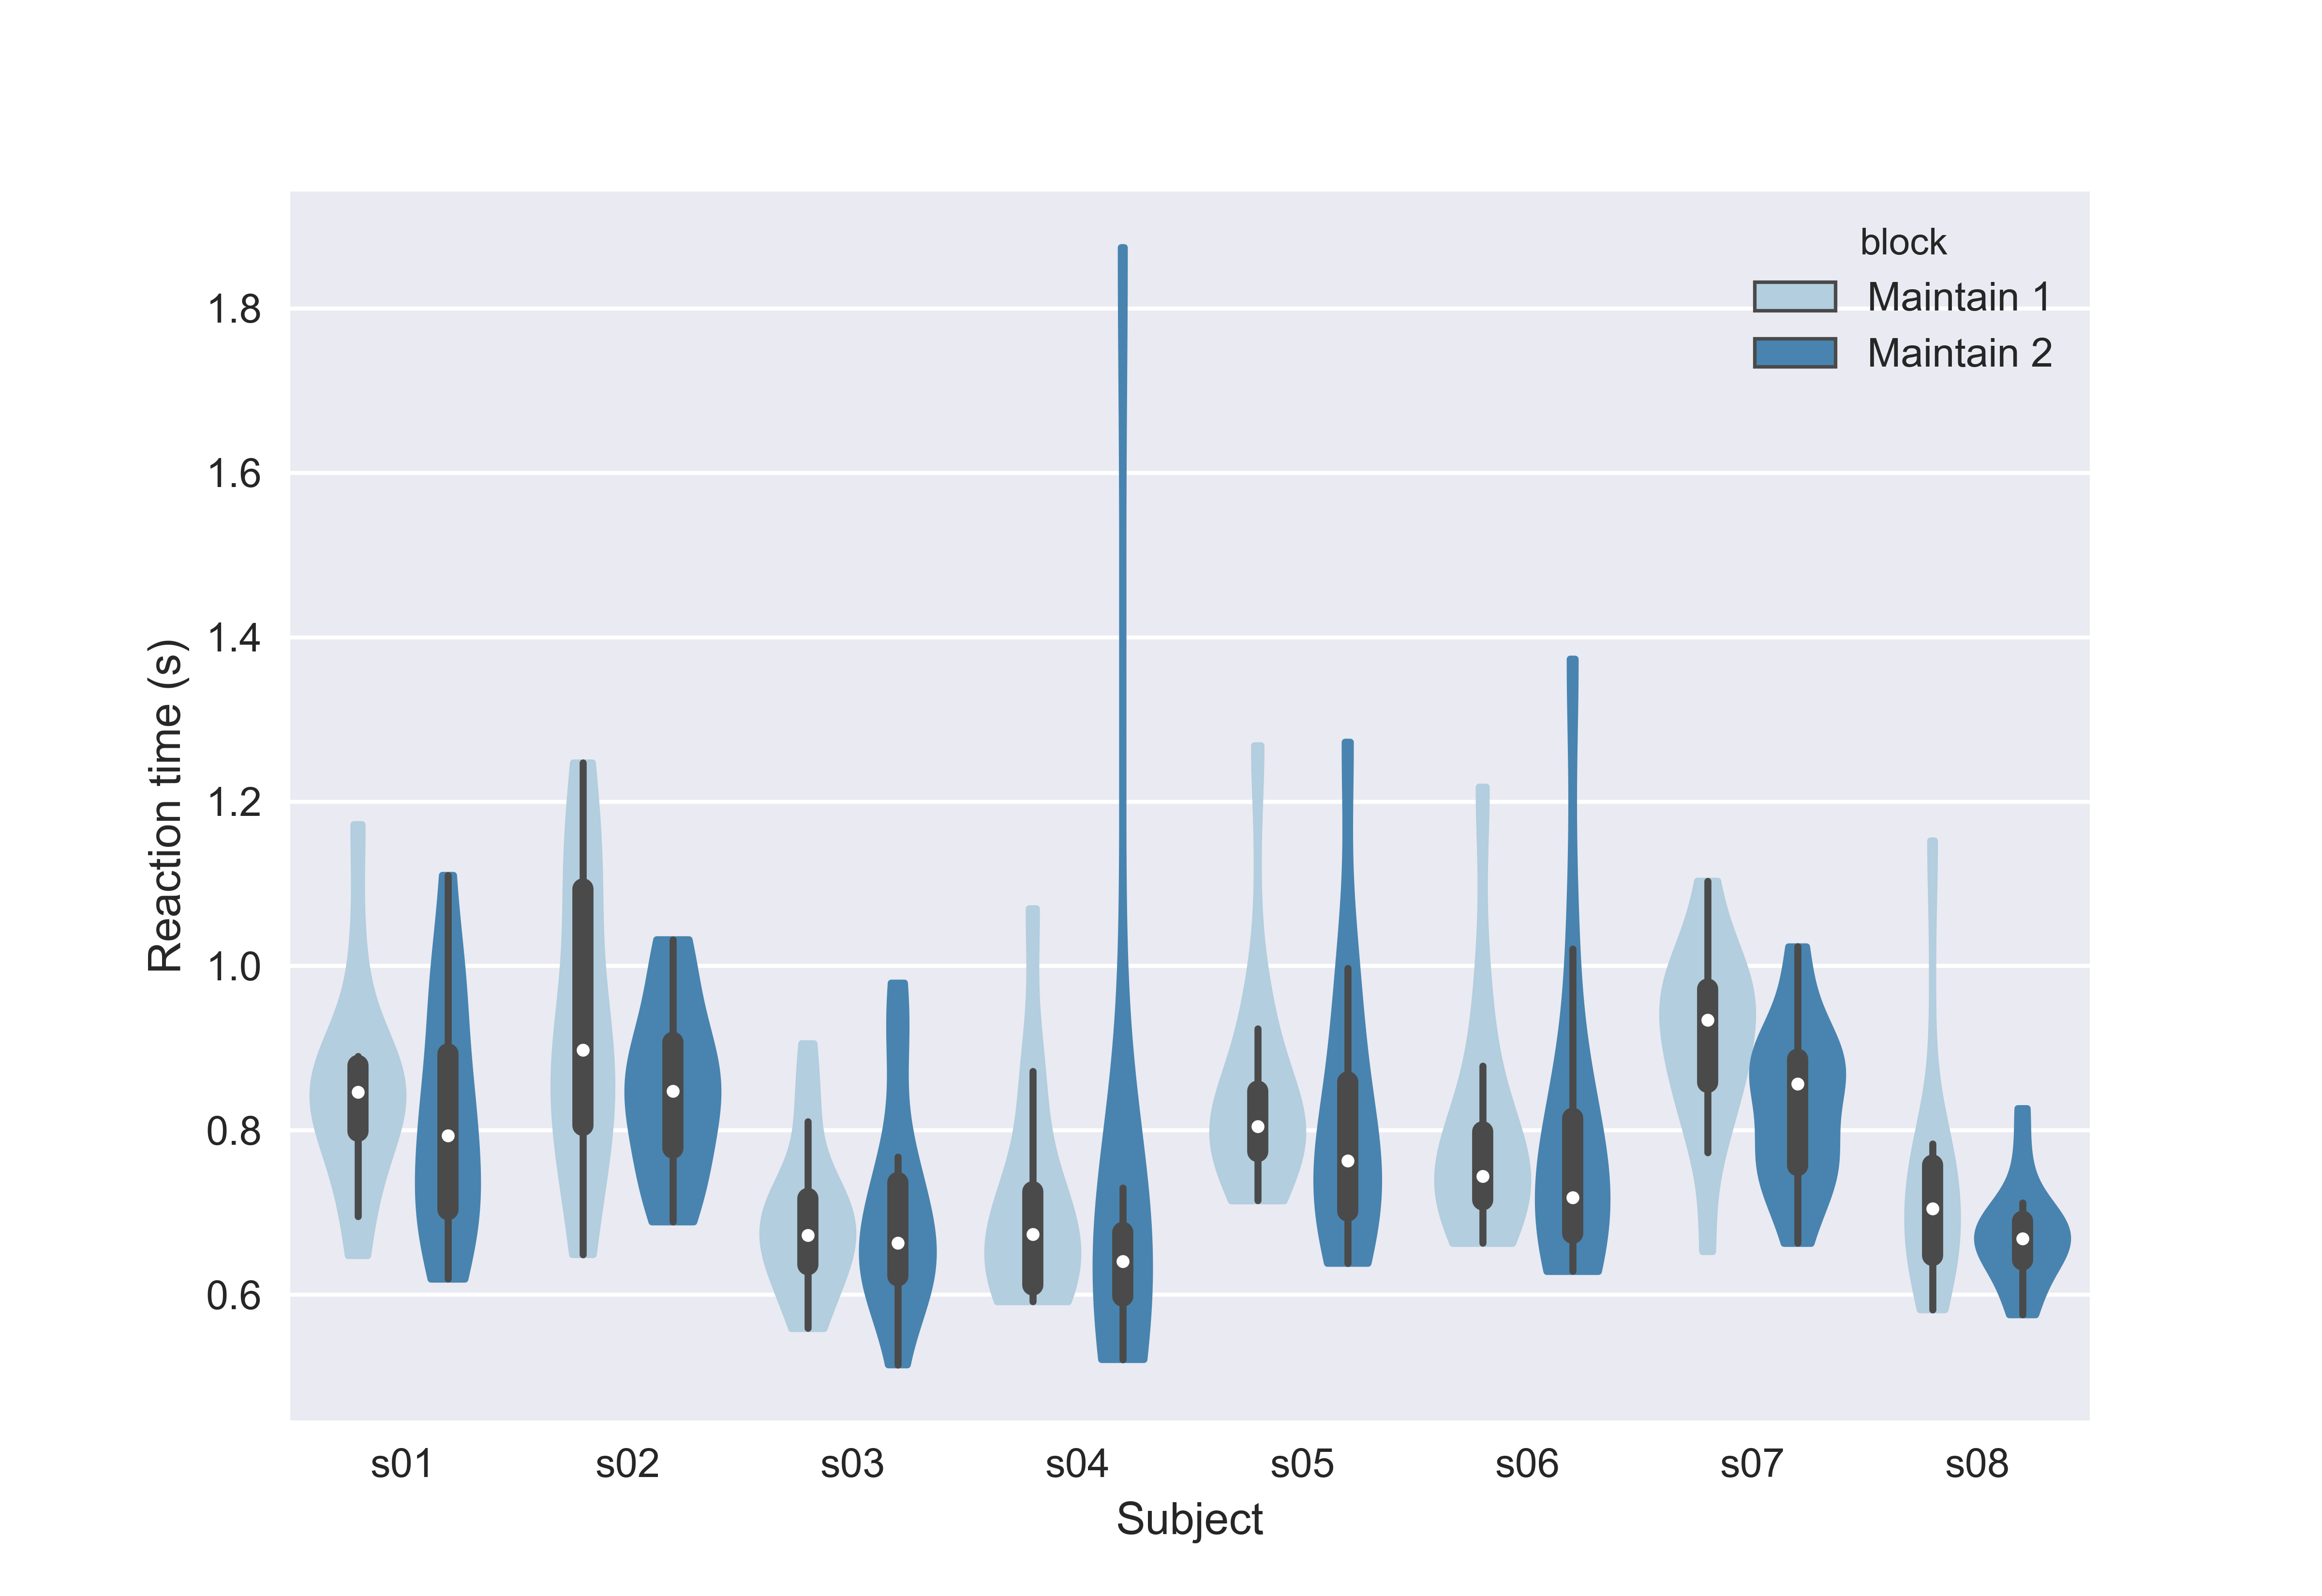 block
Maintain 1
Maintain 2
1.8
1.6
1.4
1.2
1.0
0.8
0.6
Reaction time (s)
s01 s02 s03 s04 s05 s06 s07 s08
Subject